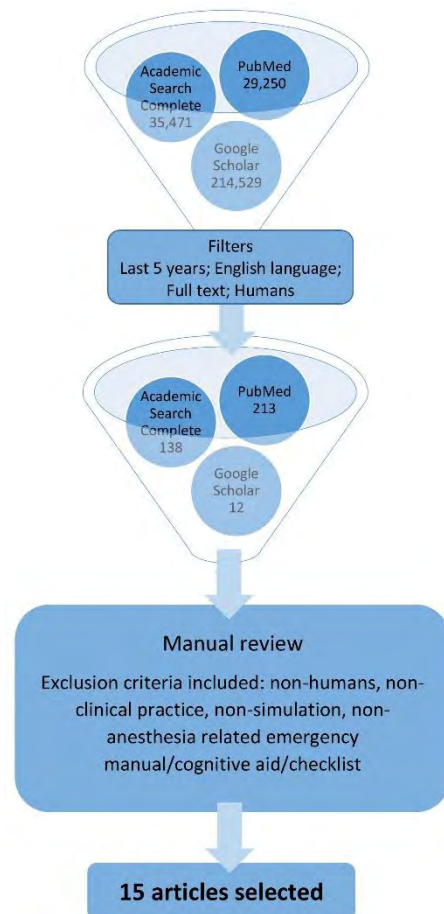 PubMed
29,250
Academic
Search
Complete
35,471
Google
Scholar
214,529
Filters
Last 5 years; English language;
Full text; Humans
PubMed
213
Academic
Search
Complete
138
Google
Scholar
12
Manual review
Exclusion criteria included: non-humans, non-
clinical practice, non-simulation, non-
anesthesia related emergency
manual/cognitive aid/checklist
15 articles selected